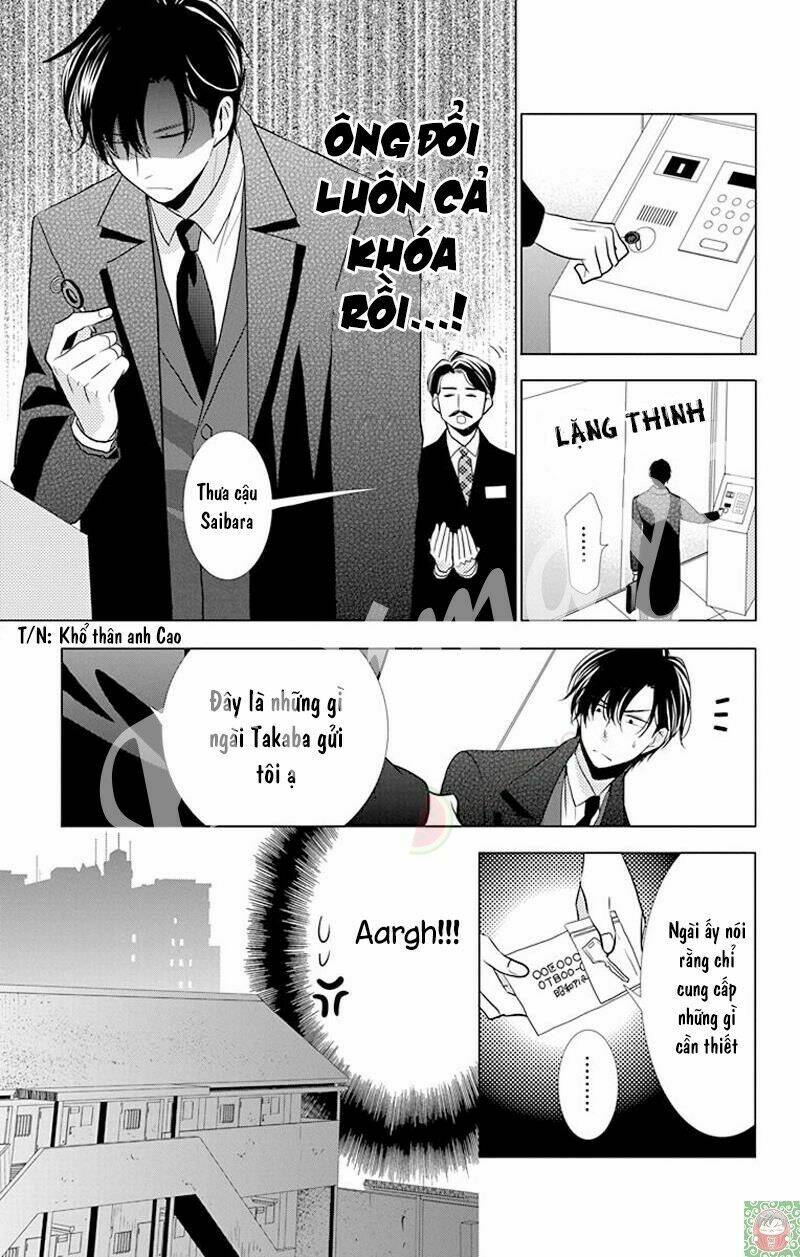 LẶNG THINH
........
ÔNG ĐỔI
LUÔN CẢ
KHÓA
RỒI...!
Thưa cậu
Saibara
T/N: Khổ thân anh Cao
Đây là những gì
ngài Takaba gửi
tôi ạ
Ngài ấy nói
rằng chỉ
cung cấp
những gì
cần thiết
........
Aargh!!!